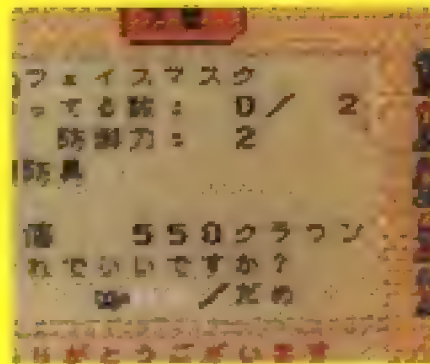 フェイスマスク
ってる数: 0/ 2
防御力: 2
防具
価 550クラウン
れでいいですか?
/だめ
りがとうございます